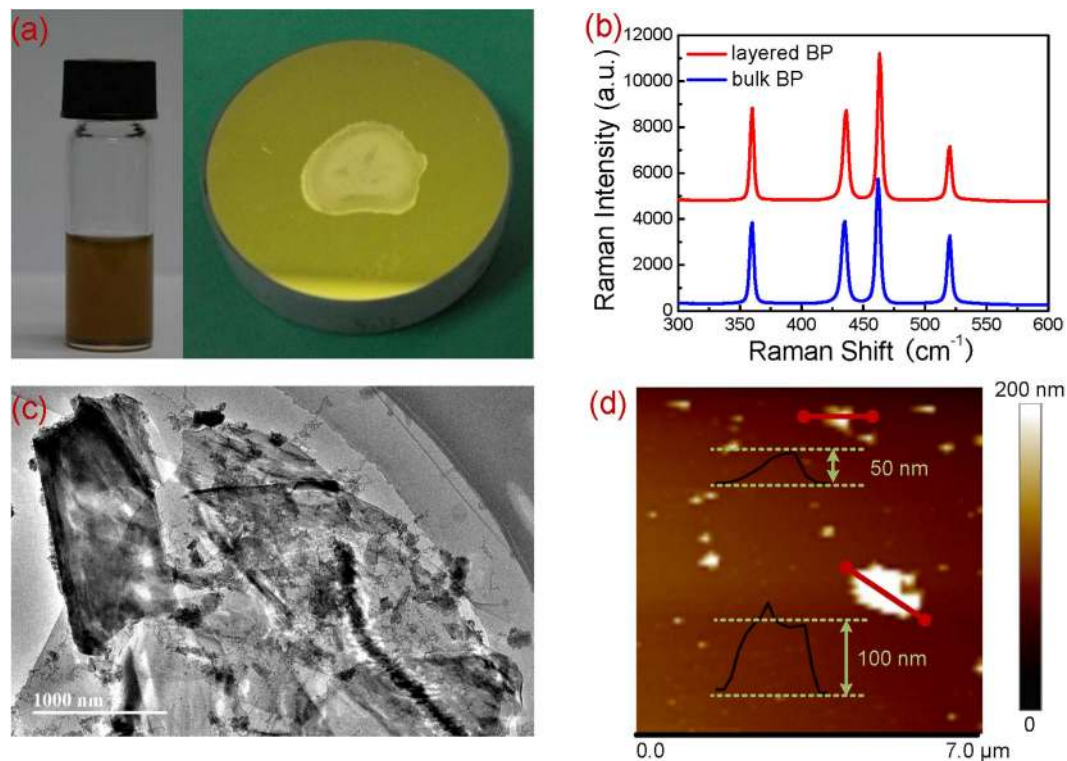 (a)
(b)
12000
10000
8000
6000
4000
2000
0
layered BP
bulk BP
Raman Intensity (a.u.)
300
350
400
450
500
550
600
Raman Shift (cm⁻¹)
(c)
1000 nm
(d)
200 nm
50 nm
100 nm
0
0.0
7.0 μm